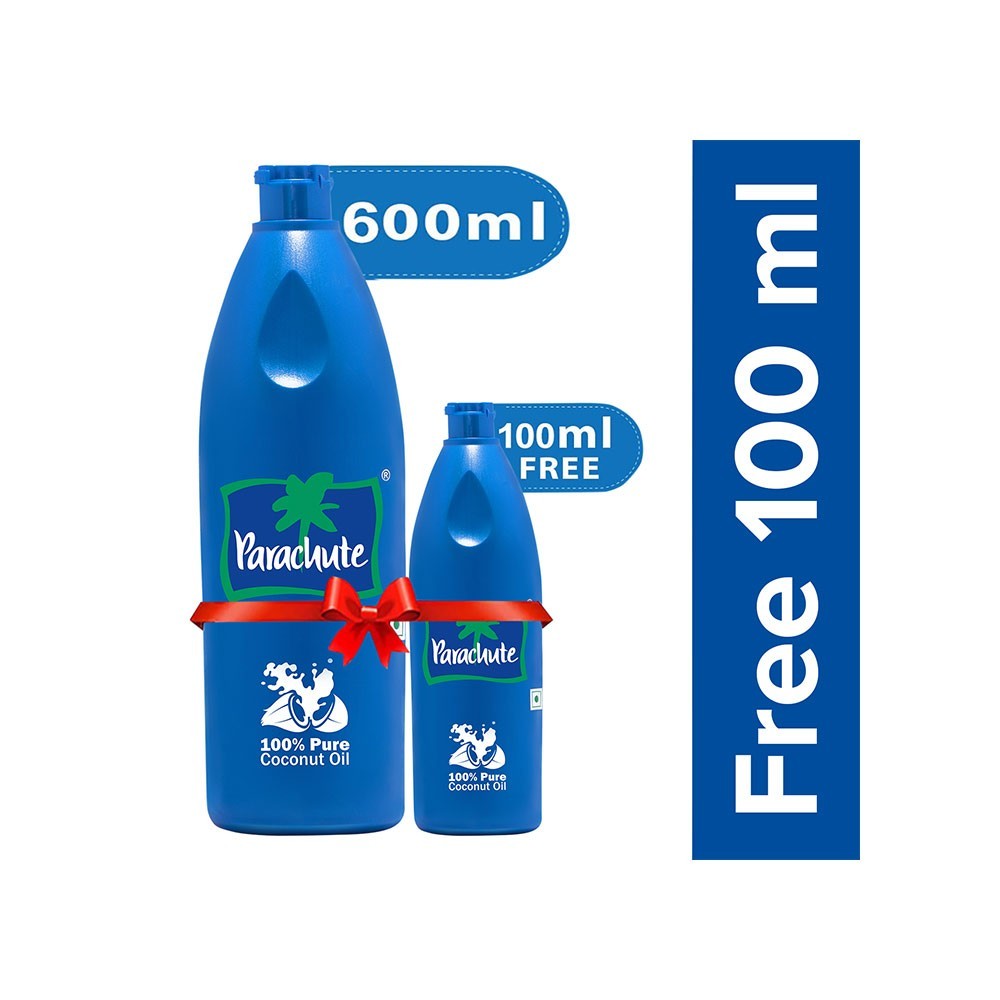 600ml
100ml
FREE
®
Parachute
®
100% Pure
Coconut Oil
Parachute
100% Pure
Coconut Oil
Free 100 ml